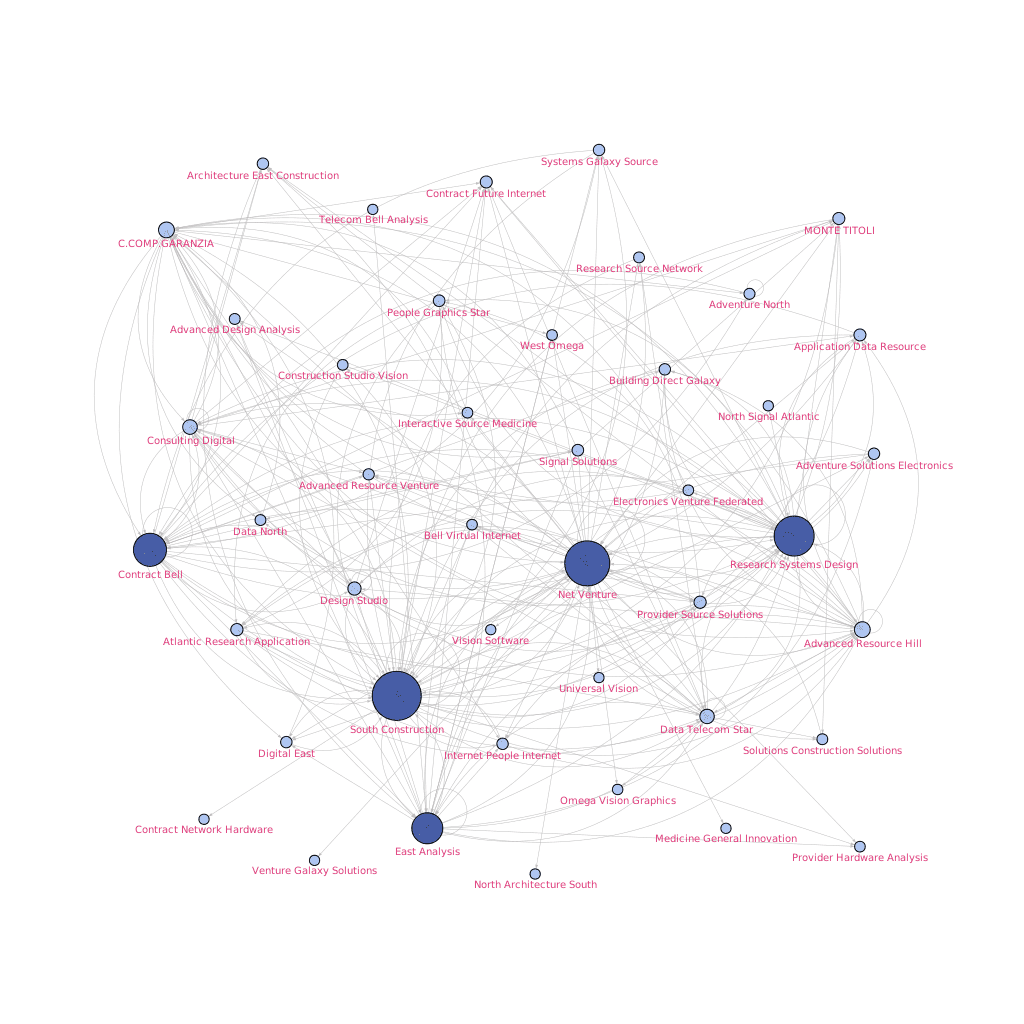 Systems Galaxy Source
Architecture East Construction
Contract Future Internet
Telecom Bell Analysis
MONTE TITOLI
C.COMP.GARANZIA
Research Source Network
Adventure North
People Graphics Star
Advanced Design Analysis
West Omega
Application Data Resource
Construction Studio Vision
Building Direct Galaxy
North Signal Atlantic
Interactive Source Medicine
Consulting Digital
Signal Solutions
Adventure Solutions Electronics
Advanced Resource Venture
Electronics Venture Federated
Data North
Bell Virtual Internet
Research Systems Design
Contract Bell
Net Venture
Design Studio
Provider Source Solutions
Atlantic Research Application
Vision Software
Advanced Resource Hill
Universal Vision
South Construction
Data Telecom Star
Solutions Construction Solutions
Digital East
Internet People Internet
Omega Vision Graphics
Contract Network Hardware
Medicine General Innovation
East Analysis
Provider Hardware Analysis
Venture Galaxy Solutions
North Architecture South